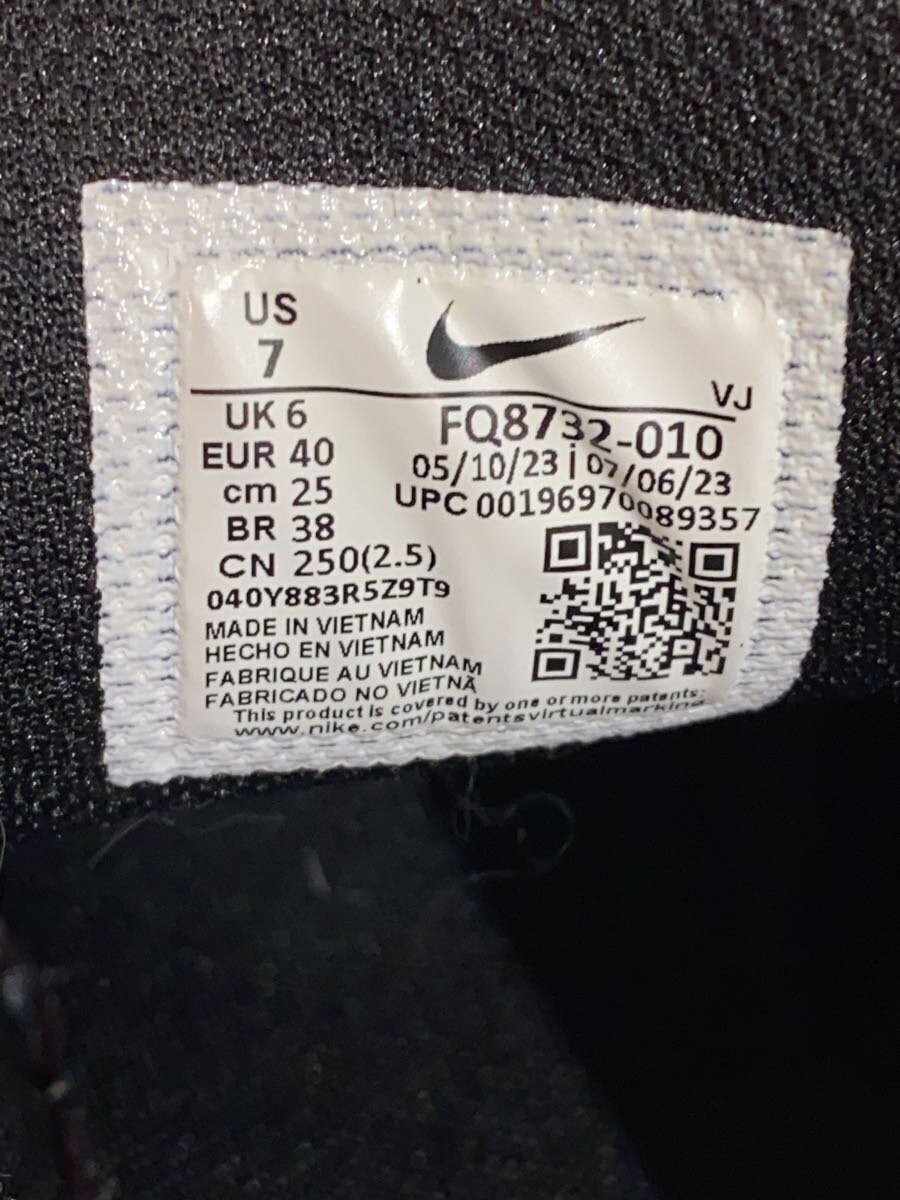 US
7
VJ
UK 6
EUR 40
cm 25
BR 38
CN 250(2.5)
FQ8732-010
05/10/23 | 07/06/23
UPC 00196970089357
040Y883R5Z9T9
MADE IN VIETNAM
HECHO EN VIETNAM
FABRIQUE AU VIETNAM
FABRICADO NO VIETNÃ
This product is covered by one or more patents:
www.nike.com/patentsvirtualmarking